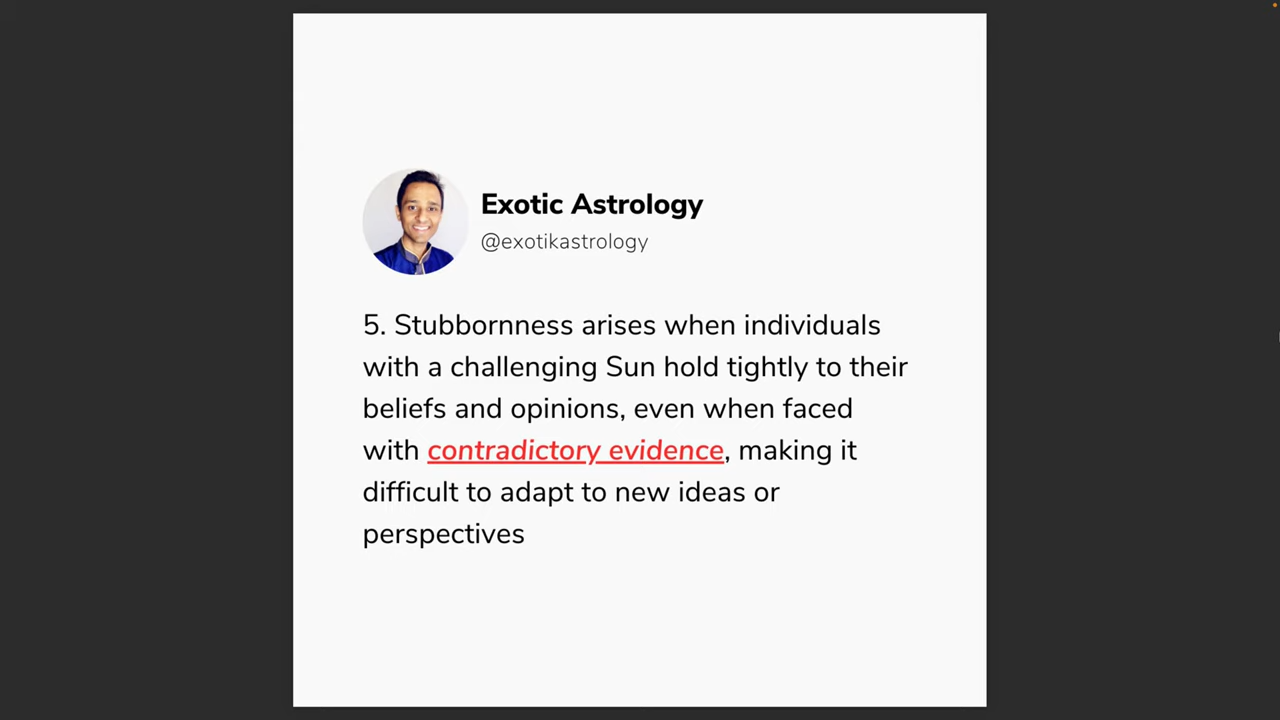 Exotic Astrology
@exotikastrology
5. Stubbornness arises when individuals
with a challenging Sun hold tightly to their
beliefs and opinions, even when faced
with contradictory evidence, making it
difficult to adapt to new ideas or
perspectives